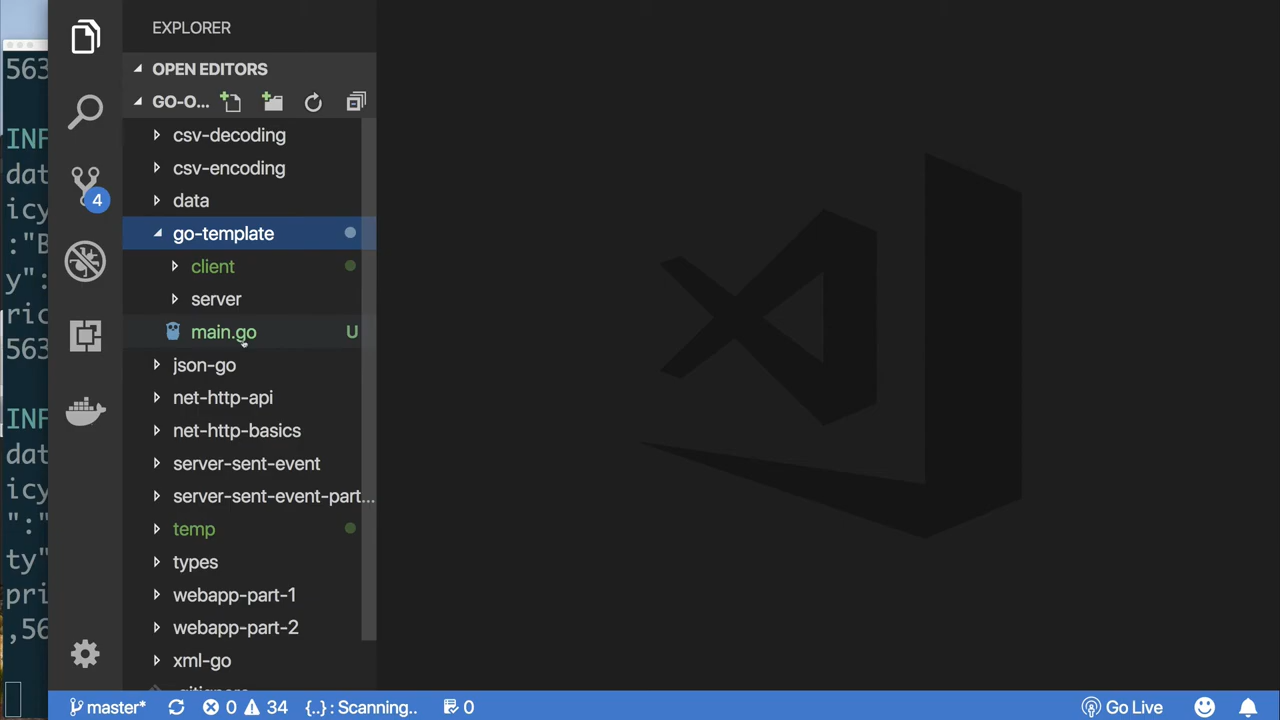 EXPLORER
OPEN EDITORS
GO-O...
csv-decoding
csv-encoding
data
go-template
client
server
main.go U
json-go
net-http-api
net-http-basics
server-sent-event
server-sent-event-part...
temp
types
webapp-part-1
webapp-part-2
xml-go
.gitignore
4
563
INF
dat
icy
:"B
y":
ric
563
INF
dat
icy
":"
ty"
pri
,56
master* 0 34 {..} : Scanning.. 0 Go Live